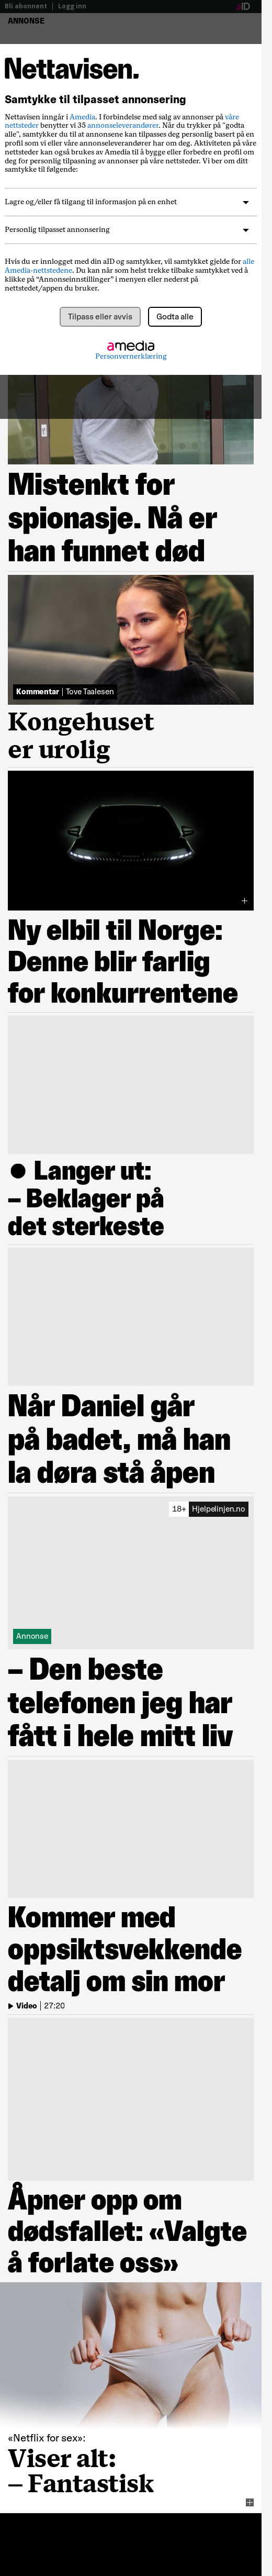 Bli abonnent | Logg inn
aID
ANNONSE
Nettavisen.
Samtykke til tilpasset annonsering
Nettavisen inngår i Amedia. I forbindelse med salg av annonser på våre
nettsteder benytter vi 35 annonseleverandører. Når du trykker på "godta
alle", samtykker du til at annonsene kan tilpasses deg personlig basert på en
profil som vi eller våre annonseleverandører har om deg. Aktiviteten på våre
nettsteder kan også brukes av Amedia til å bygge eller forbedre en profil om
deg for personlig tilpasning av annonser på våre nettsteder. Vi ber om ditt
samtykke til følgende:
Lagre og/eller få tilgang til informasjon på en enhet
Personlig tilpasset annonsering
Hvis du er innlogget med din aID og samtykker, vil samtykket gjelde for alle
Amedia-nettstedene. Du kan når som helst trekke tilbake samtykket ved å
klikke på “Annonseinnstillinger” i menyen eller nederst på
nettstedet/appen du bruker.
Tilpass eller avvis
Godta alle
amedia
Personvernerklæring
Mistenkt for
spionasje. Nå er
han funnet død
Kommentar | Tove Taalesen
Kongehuset
er urolig
Ny elbil til Norge:
Denne blir farlig
for konkurrentene
● Langer ut:
– Beklager på
det sterkeste
Når Daniel går
på badet, må han
la døra stå åpen
18+ Hjelpelinjen.no
Annonse
– Den beste
telefonen jeg har
fått i hele mitt liv
Kommer med
oppsiktsvekkende
detalj om sin mor
Video | 27:20
Åpner opp om
dødsfallet: «Valgte
å forlate oss»
«Netflix for sex»:
Viser alt:
– Fantastisk